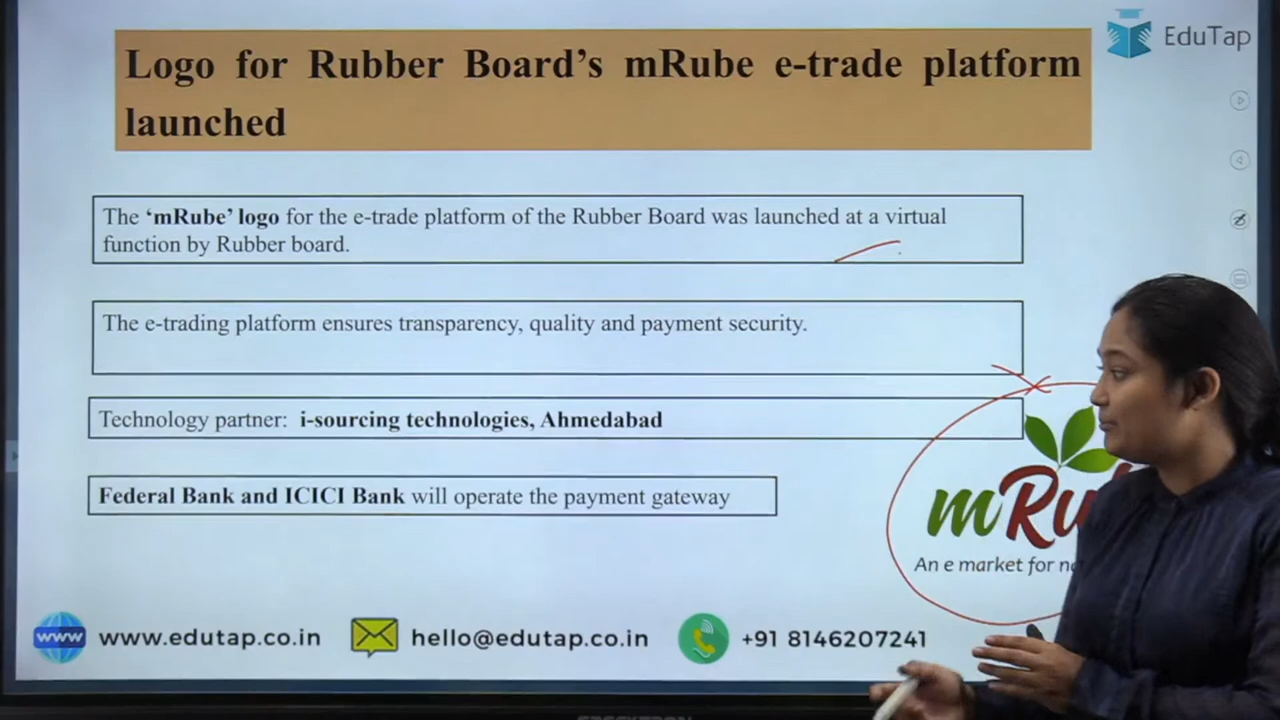 EduTap
Logo for Rubber Board’s mRube e-trade platform
launched
The ‘mRube’ logo for the e-trade platform of the Rubber Board was launched at a virtual
function by Rubber board.
The e-trading platform ensures transparency, quality and payment security.
Technology partner: i-sourcing technologies, Ahmedabad
Federal Bank and ICICI Bank will operate the payment gateway
An e market for
www
www.edutap.co.in
hello@edutap.co.in
+91 8146207241